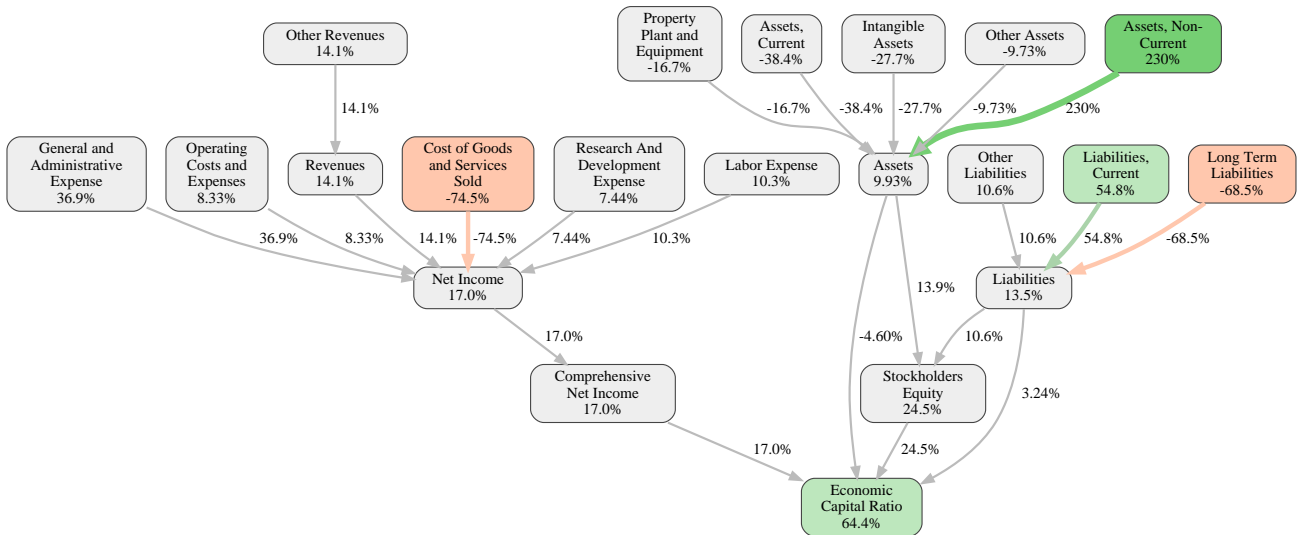 Other Revenues
14.1%
Property
Plant and
Equipment
-16.7%
Assets,
Current
-38.4%
Intangible
Assets
-27.7%
Other Assets
-9.73%
Assets, Non-
Current
230%
14.1%
-16.7%
-38.4%
-27.7%
-9.73%
230%
General and
Administrative
Expense
36.9%
Operating
Costs and
Expenses
8.33%
Revenues
14.1%
Cost of Goods
and Services
Sold
-74.5%
Research And
Development
Expense
7.44%
Labor Expense
10.3%
Assets
9.93%
Other
Liabilities
10.6%
Liabilities,
Current
54.8%
Long Term
Liabilities
-68.5%
36.9%
8.33%
14.1%
-74.5%
7.44%
10.3%
10.6%
54.8%
-68.5%
Net Income
17.0%
Liabilities
13.5%
17.0%
-4.60%
13.9%
10.6%
3.24%
Comprehensive
Net Income
17.0%
Stockholders
Equity
24.5%
17.0%
24.5%
Economic
Capital Ratio
64.4%